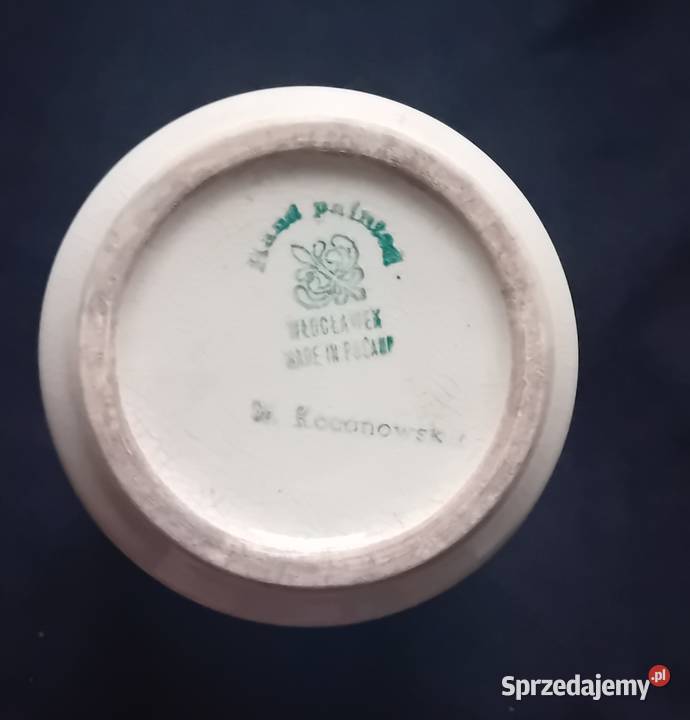 Hand painted
WŁOCŁAWEK
MADE IN POLAND
Sprzedajemy.pl